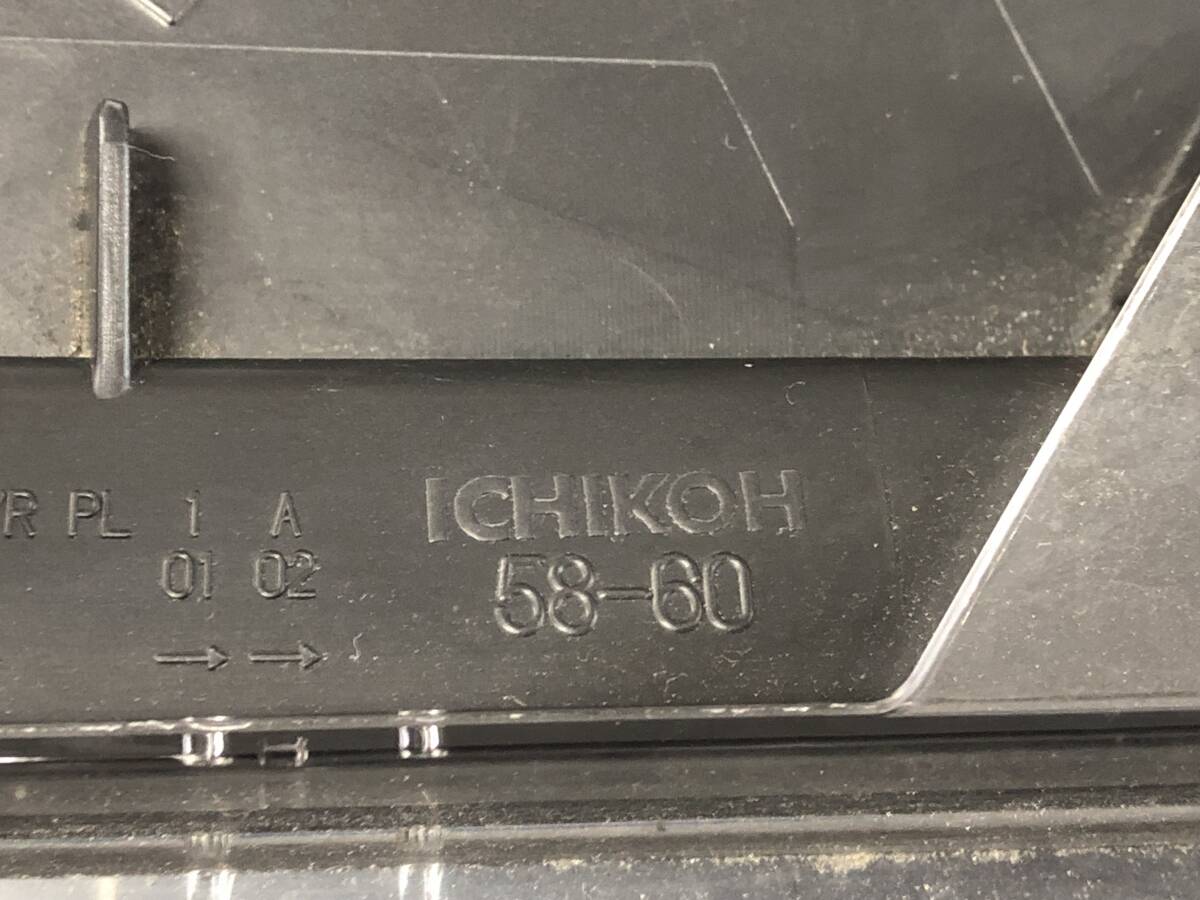 R PL 1 A
01 02
→ →
ICHIKOH
58-60